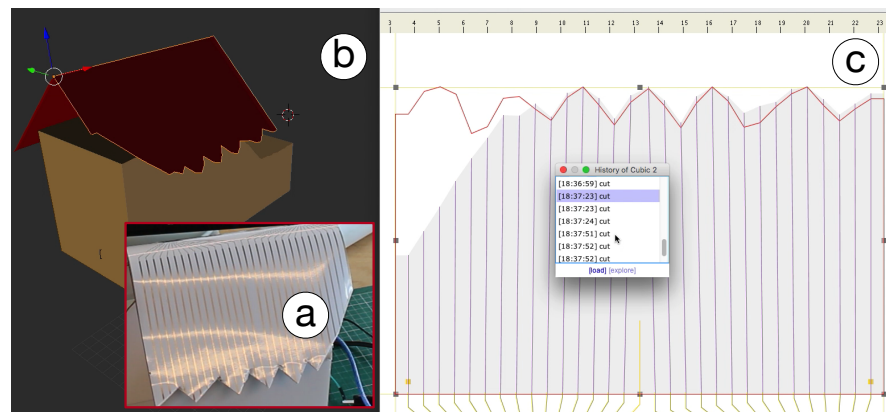 b
a
c
3 4 6 7 8 9 10 11 12 13 14 15 16 17 18 19 20 21 22 23
History of Cubic 2
[18:36:59] cut
[18:37:23] cut
[18:37:23] cut
[18:37:24] cut
[18:37:51] cut
[18:37:52] cut
[18:37:52] cut
[load] [explore]